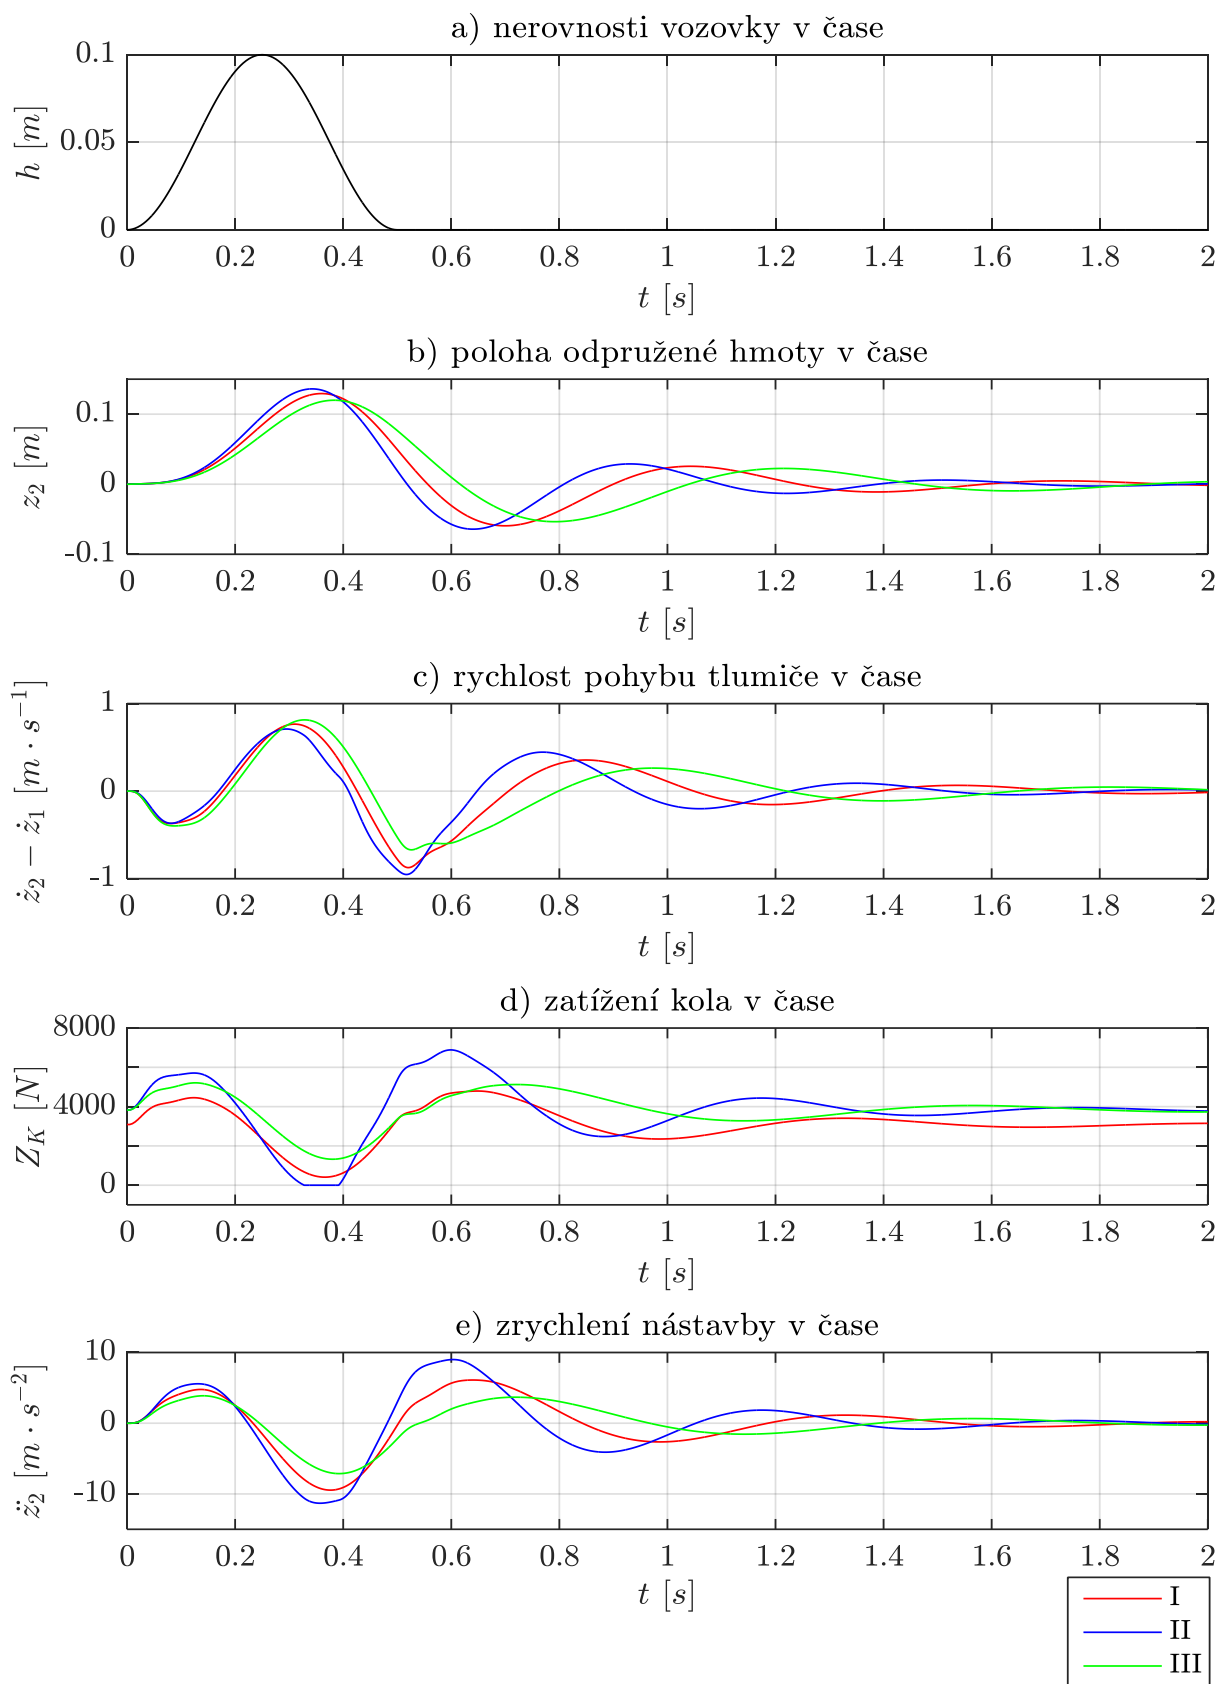 a) nerovnosti vozovky v čase
0.1
0.05
0
h [m]
0 0.2 0.4 0.6 0.8 1 1.2 1.4 1.6 1.8 2
t [s]
b) poloha odpružené hmoty v čase
0.1
0
-0.1
z₂ [m]
0 0.2 0.4 0.6 0.8 1 1.2 1.4 1.6 1.8 2
t [s]
c) rychlost pohybu tlumiče v čase
1
0
-1
ż₂ − ż₁ [m · s⁻¹]
0 0.2 0.4 0.6 0.8 1 1.2 1.4 1.6 1.8 2
t [s]
d) zatížení kola v čase
8000
4000
0
Z_K [N]
0 0.2 0.4 0.6 0.8 1 1.2 1.4 1.6 1.8 2
t [s]
e) zrychlení nástavby v čase
10
0
-10
z̈₂ [m · s⁻²]
0 0.2 0.4 0.6 0.8 1 1.2 1.4 1.6 1.8 2
t [s]
I
II
III